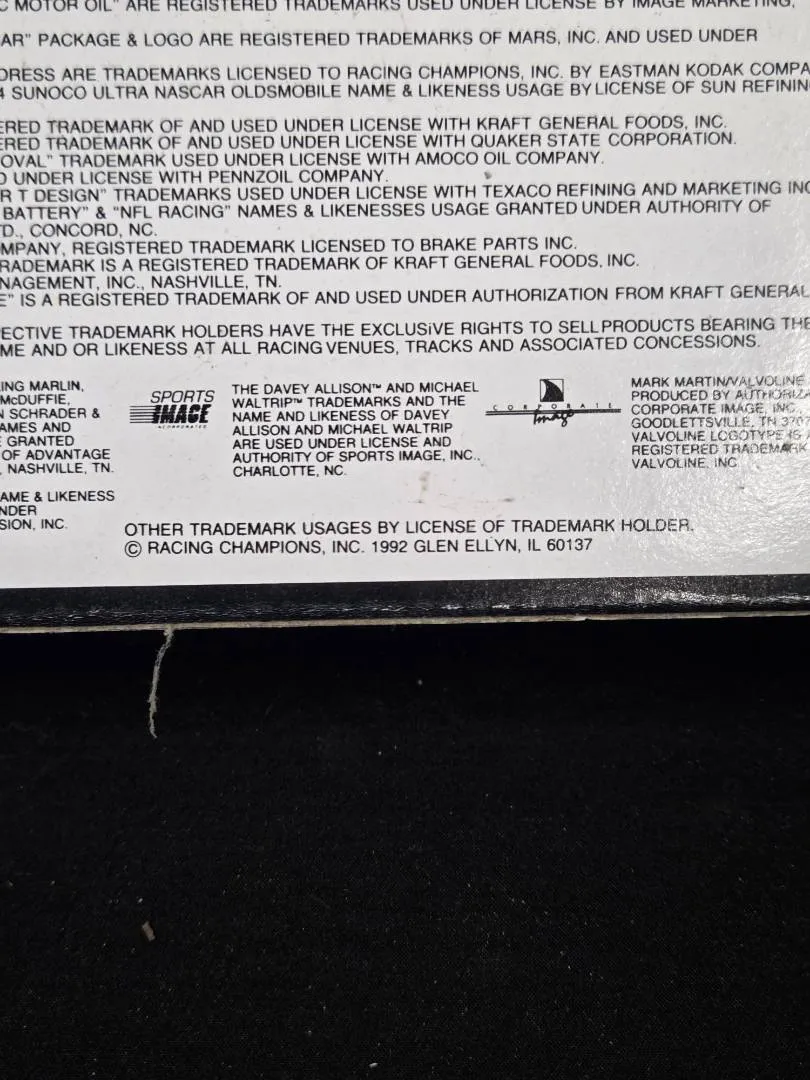 C MOTOR OIL" ARE REGISTERED TRADEMARKS USED UNDER LICENSE BY IMAGE MARKETING,
AR" PACKAGE & LOGO ARE REGISTERED TRADEMARKS OF MARS, INC. AND USED UNDER
DRESS ARE TRADEMARKS LICENSED TO RACING CHAMPIONS, INC. BY EASTMAN KODAK COMPA
4 SUNOCO ULTRA NASCAR OLDSMOBILE NAME & LIKENESS USAGE BY LICENSE OF SUN REFINING
ERED TRADEMARK OF AND USED UNDER LICENSE WITH KRAFT GENERAL FOODS, INC.
ERED TRADEMARK OF AND USED UNDER LICENSE WITH QUAKER STATE CORPORATION.
OVAL" TRADEMARK USED UNDER LICENSE WITH AMOCO OIL COMPANY.
D UNDER LICENSE WITH PENNZOIL COMPANY.
R T DESIGN" TRADEMARKS USED UNDER LICENSE WITH TEXACO REFINING AND MARKETING INC
BATTERY" & "NFL RACING" NAMES & LIKENESSES USAGE GRANTED UNDER AUTHORITY OF
TD., CONCORD, NC.
MPANY, REGISTERED TRADEMARK LICENSED TO BRAKE PARTS INC.
RADEMARK IS A REGISTERED TRADEMARK OF KRAFT GENERAL FOODS, INC.
NAGEMENT, INC., NASHVILLE, TN.
E" IS A REGISTERED TRADEMARK OF AND USED UNDER AUTHORIZATION FROM KRAFT GENERAL
ECTIVE TRADEMARK HOLDERS HAVE THE EXCLUSIVE RIGHTS TO SELL PRODUCTS BEARING THE
ME AND OR LIKENESS AT ALL RACING VENUES, TRACKS AND ASSOCIATED CONCESSIONS.
ING MARLIN,
McDUFFIE,
N SCHRADER &
AMES AND
GRANTED
OF ADVANTAGE
, NASHVILLE, TN.
AME & LIKENESS
NDER
SION, INC.
SPORTS
IMAGE
INCORPORATED
THE DAVEY ALLISON™ AND MICHAEL
WALTRIP™ TRADEMARKS AND THE
NAME AND LIKENESS OF DAVEY
ALLISON AND MICHAEL WALTRIP
ARE USED UNDER LICENSE AND
AUTHORITY OF SPORTS IMAGE, INC.,
CHARLOTTE, NC.
CORPORATE
Image
MARK MARTIN/VALVOLINE
PRODUCED BY AUTHORIZA
CORPORATE IMAGE, INC.
GOODLETTSVILLE, TN 3707
VALVOLINE LOGOTYPE IS A
REGISTERED TRADEMARK
VALVOLINE, INC
OTHER TRADEMARK USAGES BY LICENSE OF TRADEMARK HOLDER.
© RACING CHAMPIONS, INC. 1992 GLEN ELLYN, IL 60137